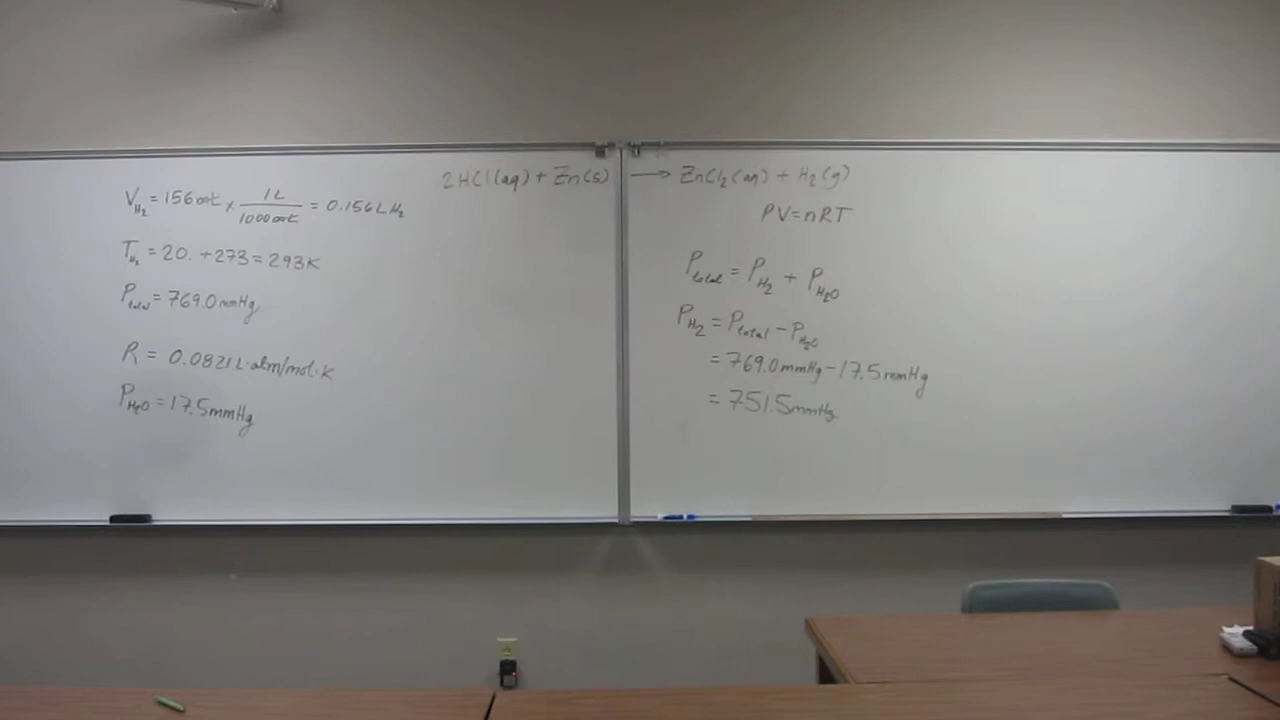 2HCl(aq) + Zn(s) → ZnCl₂(aq) + H₂(g)
V_H₂ = 156 mL × 1L/1000 mL = 0.156 L H₂
T_H₂ = 20. + 273 = 293 K
P_total = 769.0 mmHg
R = 0.0821 L·atm/mol·K
P_H₂O = 17.5 mmHg
PV = nRT
P_total = P_H₂ + P_H₂O
P_H₂ = P_total − P_H₂O
= 769.0 mmHg − 17.5 mmHg
= 751.5 mmHg